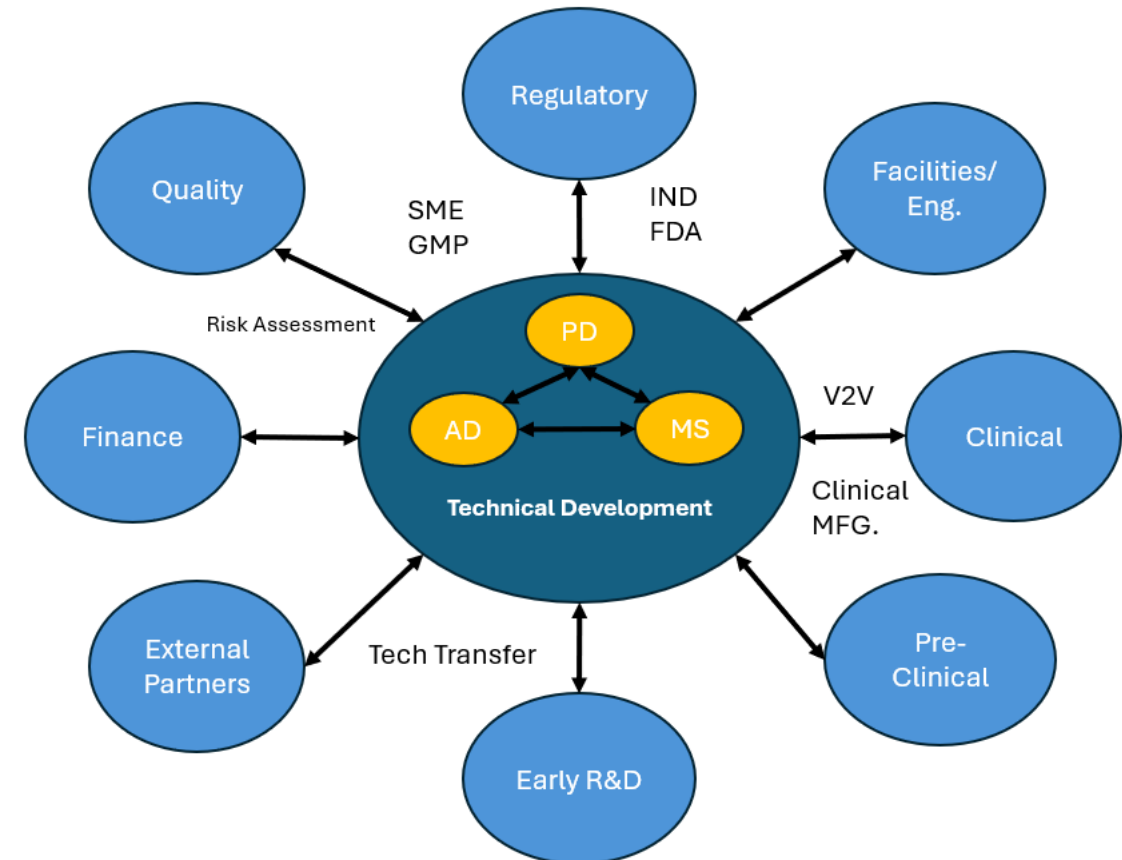 Regulatory
Quality
Facilities/
Eng.
SME
GMP
IND
FDA
Risk Assessment
PD
AD
MS
Technical Development
Finance
V2V
Clinical
Clinical
MFG.
External
Partners
Tech Transfer
Pre-
Clinical
Early R&D